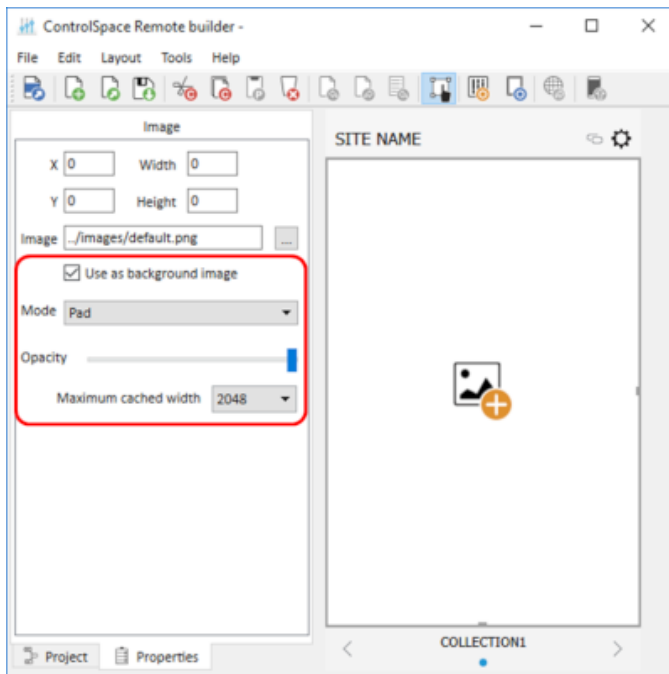 ControlSpace Remote builder -
File Edit Layout Tools Help
Image
SITE NAME
X 0 Width 0
Y 0 Height 0
Image ../images/default.png ...
Use as background image
Mode Pad
Opacity
Maximum cached width 2048
Project Properties
COLLECTION1